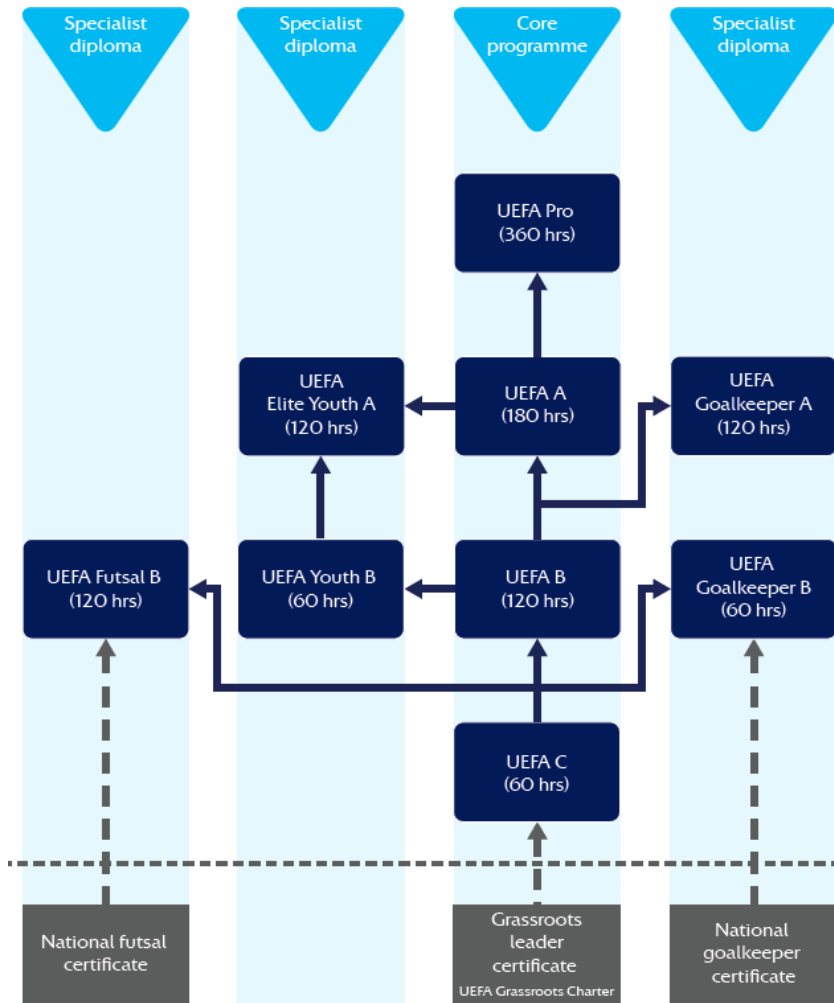 Specialist
diploma
Specialist
diploma
Core
programme
Specialist
diploma
UEFA Pro
(360 hrs)
UEFA
Elite Youth A
(120 hrs)
UEFA A
(180 hrs)
UEFA
Goalkeeper A
(120 hrs)
UEFA Futsal B
(120 hrs)
UEFA Youth B
(60 hrs)
UEFA B
(120 hrs)
UEFA
Goalkeeper B
(60 hrs)
UEFA C
(60 hrs)
National futsal
certificate
Grassroots
leader
certificate
UEFA Grassroots Charter
National
goalkeeper
certificate